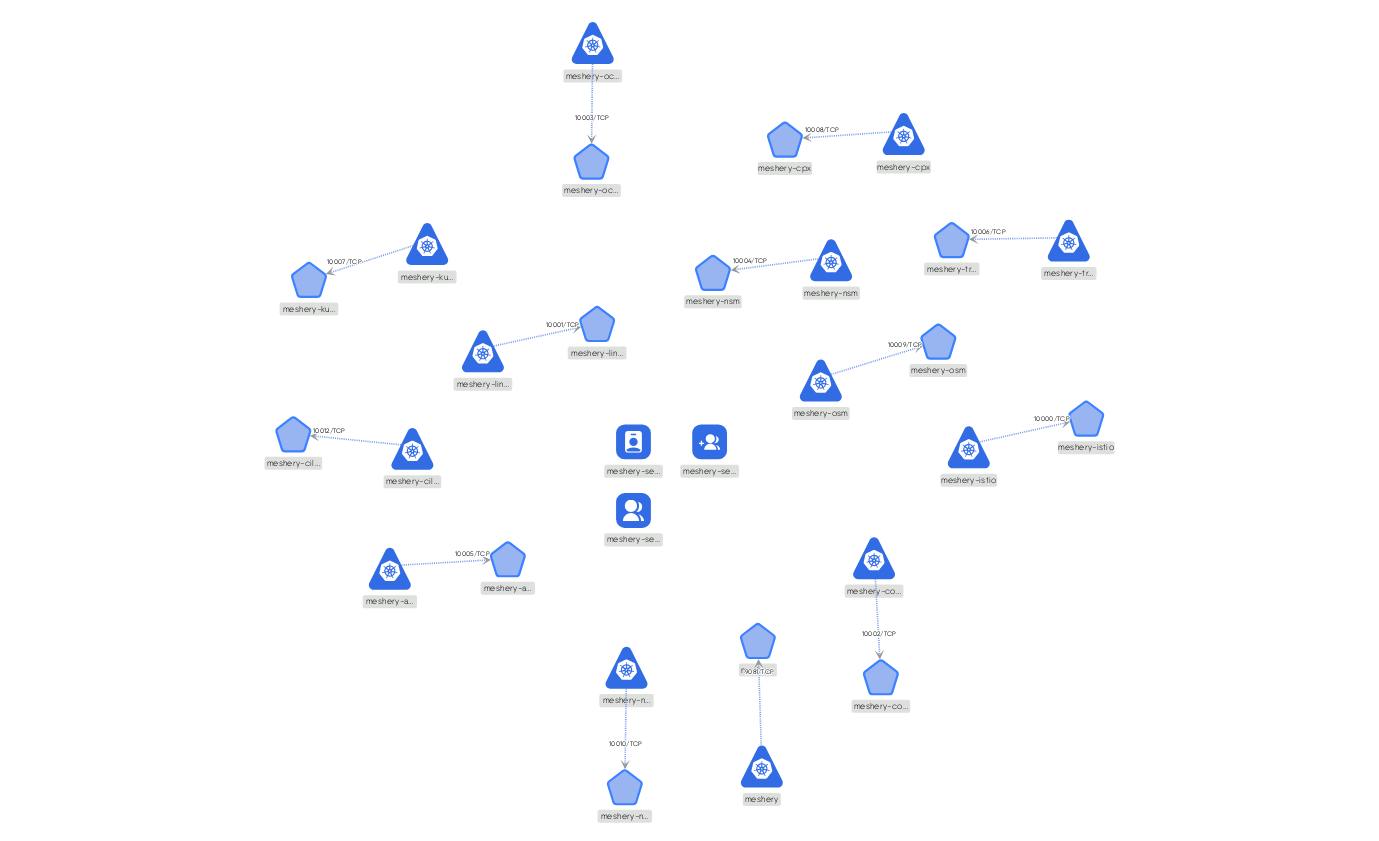 meshery-oc...
10003/TCP
meshery-oc...
10008/TCP
meshery-cpx
meshery-cpx
10007/TCP
meshery-ku...
meshery-ku...
10006/TCP
meshery-tr...
meshery-tr...
10004/TCP
meshery-nsm
meshery-nsm
10001/TCP
meshery-lin...
meshery-lin...
10009/TCP
meshery-osm
meshery-osm
10012/TCP
meshery-cil...
meshery-cil...
meshery-se...
meshery-se...
meshery-se...
10000/TCP
meshery-istio
meshery-istio
10005/TCP
meshery-a...
meshery-a...
meshery-co...
10002/TCP
meshery-co...
meshery-n...
10010/TCP
meshery-n...
9081/TCP
meshery